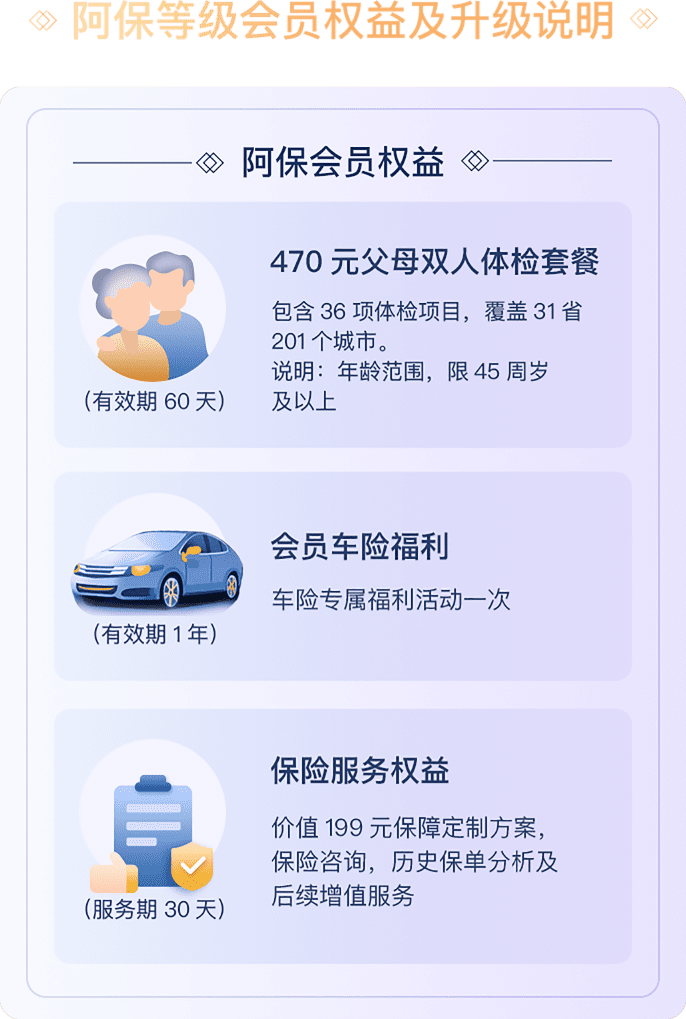 阿保等级会员权益及升级说明
阿保会员权益
470 元父母双人体检套餐
包含 36 项体检项目，覆盖 31 省
201 个城市。
说明：年龄范围，限 45 周岁
及以上
（有效期 60 天）
会员车险福利
车险专属福利活动一次
（有效期 1 年）
保险服务权益
价值 199 元保障定制方案，
保险咨询，历史保单分析及
后续增值服务
（服务期 30 天）